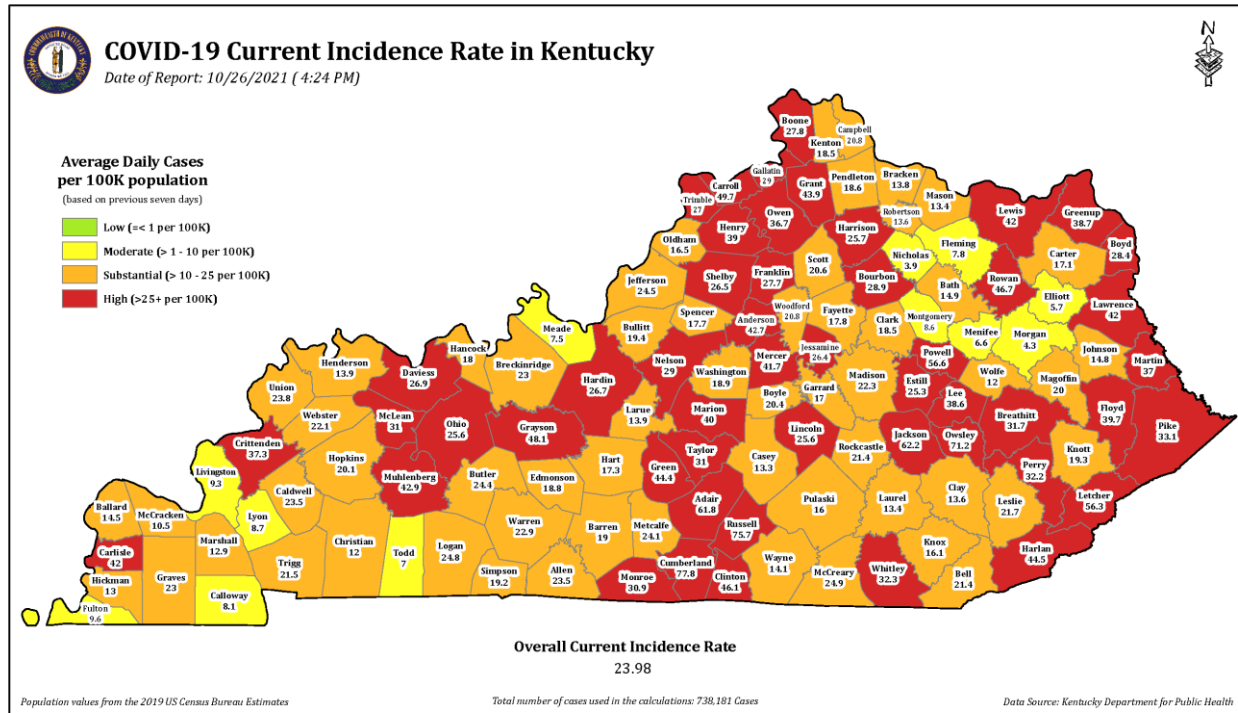 COVID-19 Current Incidence Rate in Kentucky
Date of Report: 10/26/2021 ( 4:24 PM)
N
Average Daily Cases
per 100K population
(based on previous seven days)
Low (=< 1 per 100K)
Moderate (> 1 - 10 per 100K)
Substantial (> 10 - 25 per 100K)
High (>25+ per 100K)
Boone
27.8
Kenton
18.5
Campbell
20.8
Gallatin
29
Carroll
49.7
Trimble
27
Grant
43.9
Pendleton
18.6
Bracken
13.8
Mason
13.4
Robertson
13.6
Lewis
42
Greenup
38.7
Boyd
28.4
Owen
36.7
Henry
39
Harrison
25.7
Oldham
16.5
Nicholas
3.9
Fleming
7.8
Carter
17.1
Scott
20.6
Jefferson
24.5
Shelby
26.5
Franklin
27.7
Bourbon
28.9
Bath
14.9
Rowan
46.7
Elliott
5.7
Lawrence
42
Meade
7.5
Bullitt
19.4
Spencer
17.7
Anderson
42.7
Woodford
20.8
Fayette
17.8
Clark
18.5
Montgomery
8.6
Menifee
6.6
Morgan
4.3
Johnson
14.8
Martin
37
Hancock
18
Henderson
13.9
Daviess
26.9
Breckinridge
23
Hardin
26.7
Nelson
29
Washington
18.9
Mercer
41.7
Jessamine
26.4
Powell
56.6
Wolfe
12
Magoffin
20
Union
23.8
Webster
22.1
McLean
31
Ohio
25.6
Grayson
48.1
Larue
13.9
Marion
40
Boyle
20.4
Garrard
17
Madison
22.3
Estill
25.3
Lee
38.6
Breathitt
31.7
Floyd
39.7
Pike
33.1
Crittenden
37.3
Hopkins
20.1
Muhlenberg
42.9
Butler
24.4
Edmonson
18.8
Hart
17.3
Green
44.4
Taylor
31
Casey
13.3
Lincoln
25.6
Rockcastle
21.4
Jackson
62.2
Owsley
71.2
Perry
32.2
Knott
19.3
Letcher
56.3
Livingston
9.3
Caldwell
23.5
Lyon
8.7
Ballard
14.5
McCracken
10.5
Marshall
12.9
Trigg
21.5
Christian
12
Todd
7
Logan
24.8
Warren
22.9
Simpson
19.2
Allen
23.5
Barren
19
Metcalfe
24.1
Adair
61.8
Russell
75.7
Pulaski
16
Laurel
13.4
Clay
13.6
Leslie
21.7
Harlan
44.5
Carlisle
42
Hickman
13
Graves
23
Calloway
8.1
Fulton
9.6
Monroe
30.9
Cumberland
77.8
Clinton
46.1
Wayne
14.1
McCreary
24.9
Whitley
32.3
Knox
16.1
Bell
21.4
Overall Current Incidence Rate
23.98
Population values from the 2019 US Census Bureau Estimates
Total number of cases used in the calculations: 738,181 Cases
Data Source: Kentucky Department for Public Health